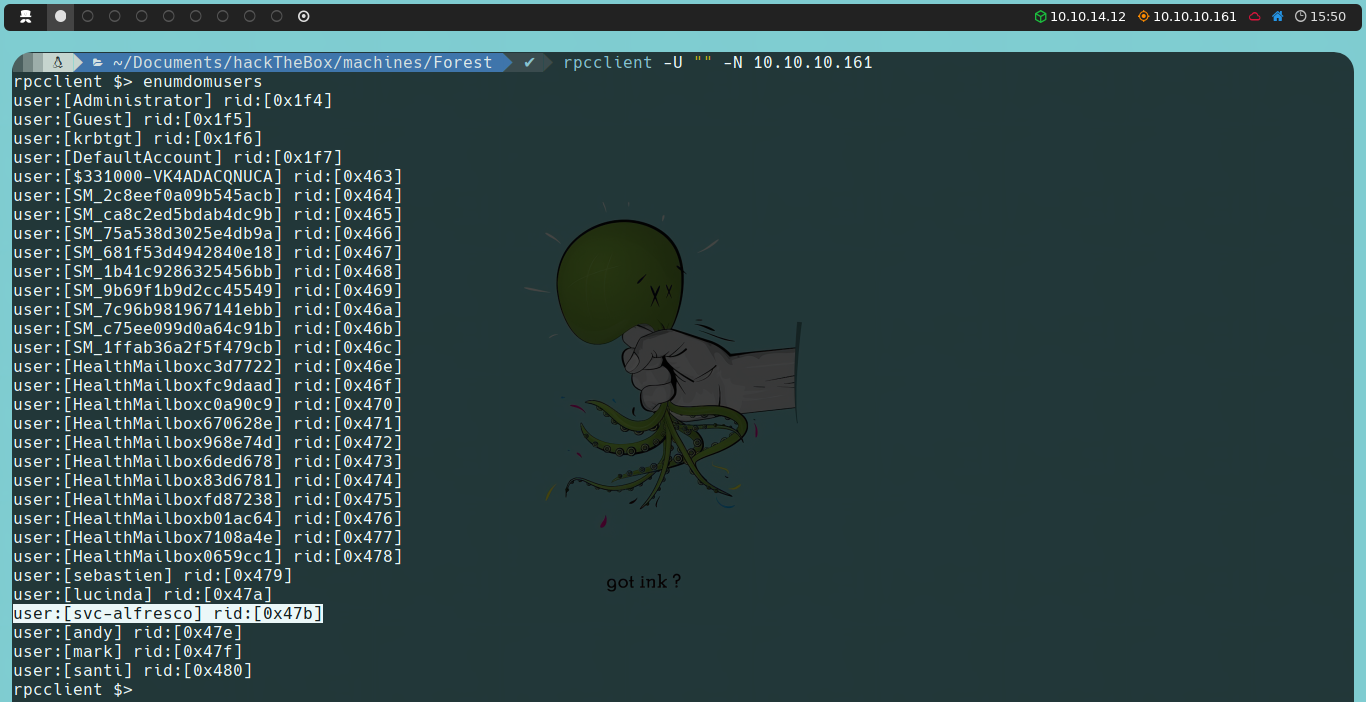 10.10.14.12 10.10.10.161 15:50
~/Documents/hackTheBox/machines/Forest ✔ rpcclient -U "" -N 10.10.10.161
rpcclient $> enumdomusers
user:[Administrator] rid:[0x1f4]
user:[Guest] rid:[0x1f5]
user:[krbtgt] rid:[0x1f6]
user:[DefaultAccount] rid:[0x1f7]
user:[$331000-VK4ADACQNUCA] rid:[0x463]
user:[SM_2c8eef0a09b545acb] rid:[0x464]
user:[SM_ca8c2ed5bdab4dc9b] rid:[0x465]
user:[SM_75a538d3025e4db9a] rid:[0x466]
user:[SM_681f53d4942840e18] rid:[0x467]
user:[SM_1b41c9286325456bb] rid:[0x468]
user:[SM_9b69f1b9d2cc45549] rid:[0x469]
user:[SM_7c96b981967141ebb] rid:[0x46a]
user:[SM_c75ee099d0a64c91b] rid:[0x46b]
user:[SM_1ffab36a2f5f479cb] rid:[0x46c]
user:[HealthMailboxc3d7722] rid:[0x46e]
user:[HealthMailboxfc9daad] rid:[0x46f]
user:[HealthMailboxc0a90c9] rid:[0x470]
user:[HealthMailbox670628e] rid:[0x471]
user:[HealthMailbox968e74d] rid:[0x472]
user:[HealthMailbox6ded678] rid:[0x473]
user:[HealthMailbox83d6781] rid:[0x474]
user:[HealthMailboxfd87238] rid:[0x475]
user:[HealthMailboxb01ac64] rid:[0x476]
user:[HealthMailbox7108a4e] rid:[0x477]
user:[HealthMailbox0659cc1] rid:[0x478]
user:[sebastien] rid:[0x479]
got ink ?
user:[lucinda] rid:[0x47a]
user:[svc-alfresco] rid:[0x47b]
user:[andy] rid:[0x47e]
user:[mark] rid:[0x47f]
user:[santi] rid:[0x480]
rpcclient $>